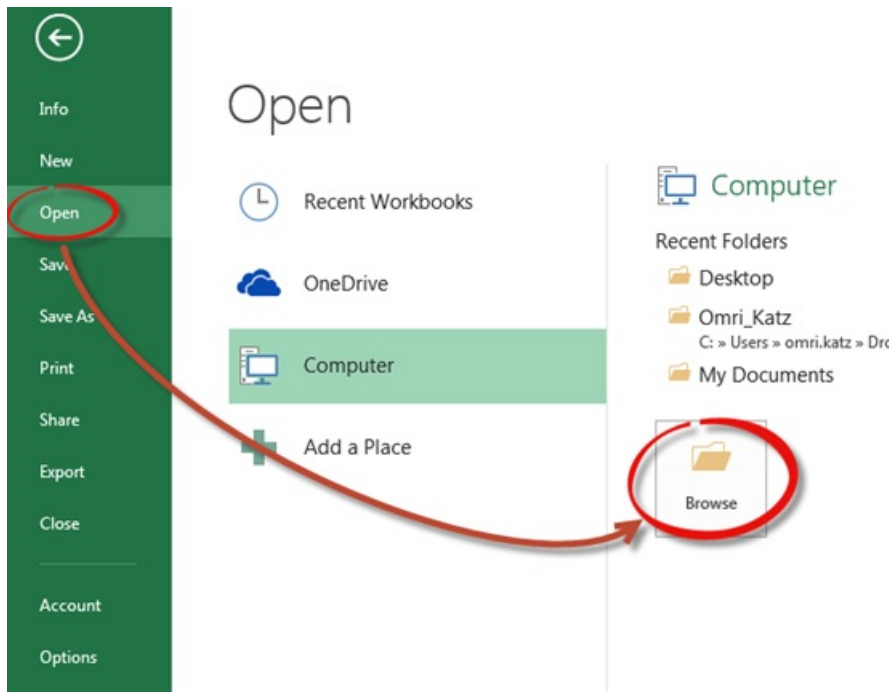 Info
New
Open
Save
Save As
Print
Share
Export
Close
Account
Options
Open
Recent Workbooks
OneDrive
Computer
Add a Place
Computer
Recent Folders
Desktop
Omri_Katz
C: » Users » omri.katz » Dro
My Documents
Browse